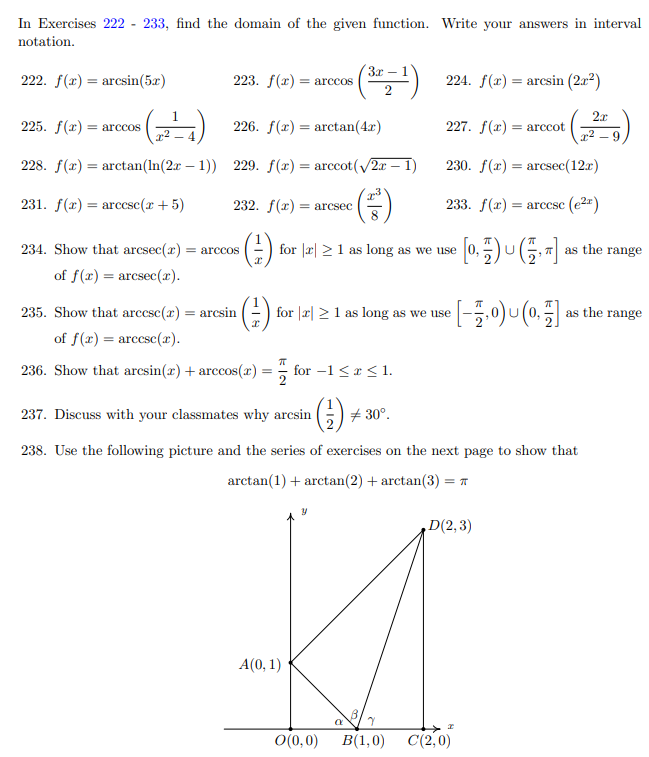 In Exercises 222 - 233, find the domain of the given function. Write your answers in interval
notation.
222. f(x) = arcsin(5x) 223. f(x) = arccos((3x − 1)/2) 224. f(x) = arcsin (2x²)
225. f(x) = arccos(1/(x² − 4)) 226. f(x) = arctan(4x) 227. f(x) = arccot(2x/(x² − 9))
228. f(x) = arctan(ln(2x − 1)) 229. f(x) = arccot(√(2x − 1)) 230. f(x) = arcsec(12x)
231. f(x) = arccsc(x + 5) 232. f(x) = arcsec(x³/8) 233. f(x) = arccsc (e²ˣ)
234. Show that arcsec(x) = arccos(1/x) for |x| ≥ 1 as long as we use [0, π/2) ∪ (π/2, π] as the range
of f(x) = arcsec(x).
235. Show that arccsc(x) = arcsin(1/x) for |x| ≥ 1 as long as we use [−π/2, 0) ∪ (0, π/2] as the range
of f(x) = arccsc(x).
236. Show that arcsin(x) + arccos(x) = π/2 for −1 ≤ x ≤ 1.
237. Discuss with your classmates why arcsin(1/2) ≠ 30°.
238. Use the following picture and the series of exercises on the next page to show that
arctan(1) + arctan(2) + arctan(3) = π
y
D(2, 3)
A(0, 1)
α β γ x
O(0, 0) B(1, 0) C(2, 0)